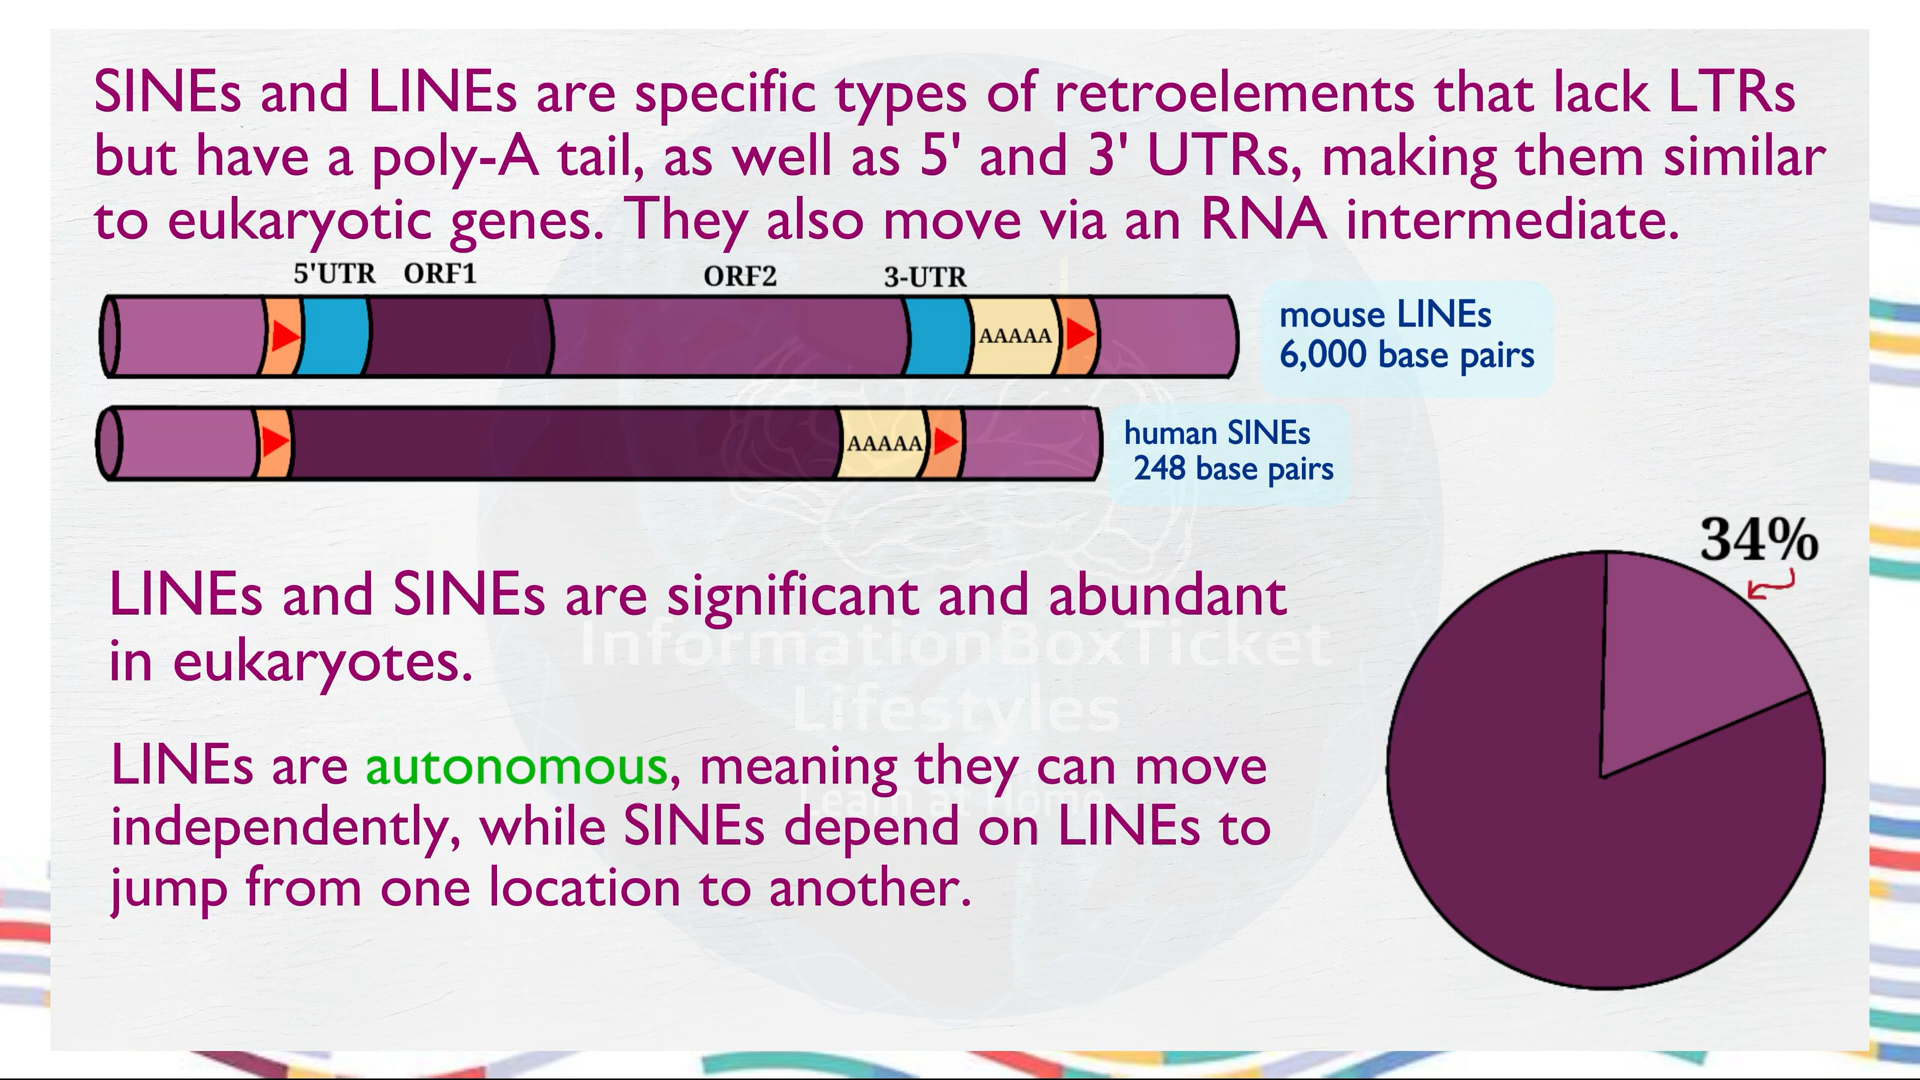 SINEs and LINEs are specific types of retroelements that lack LTRs
but have a poly-A tail, as well as 5' and 3' UTRs, making them similar
to eukaryotic genes. They also move via an RNA intermediate.
5'UTR ORF1 ORF2 3-UTR
AAAAA
mouse LINEs
6,000 base pairs
AAAAA
human SINEs
248 base pairs
34%
LINEs and SINEs are significant and abundant
in eukaryotes.
InformationBoxTicket
Lifestyles
LINEs are autonomous, meaning they can move
Learn at Home
independently, while SINEs depend on LINEs to
jump from one location to another.